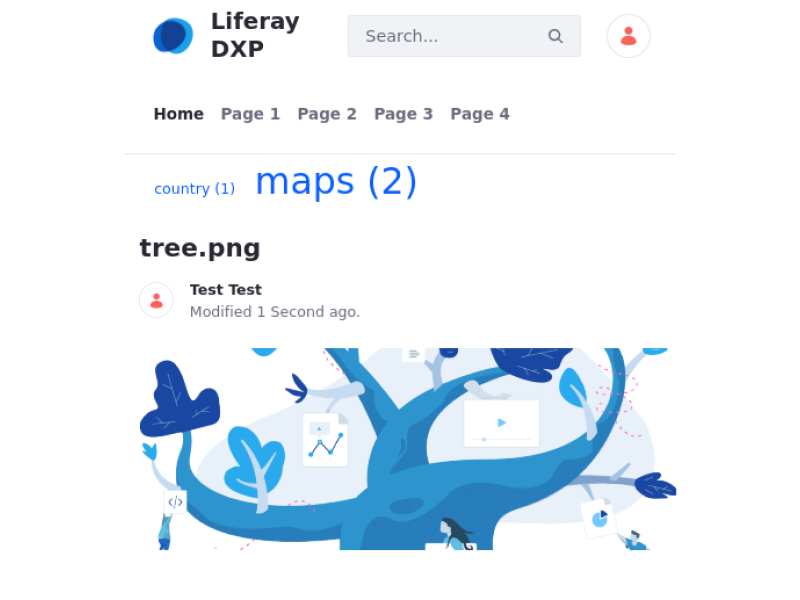 Liferay
DXP
Search...
Home Page 1 Page 2 Page 3 Page 4
country (1) maps (2)
tree.png
Test Test
Modified 1 Second ago.
<//>